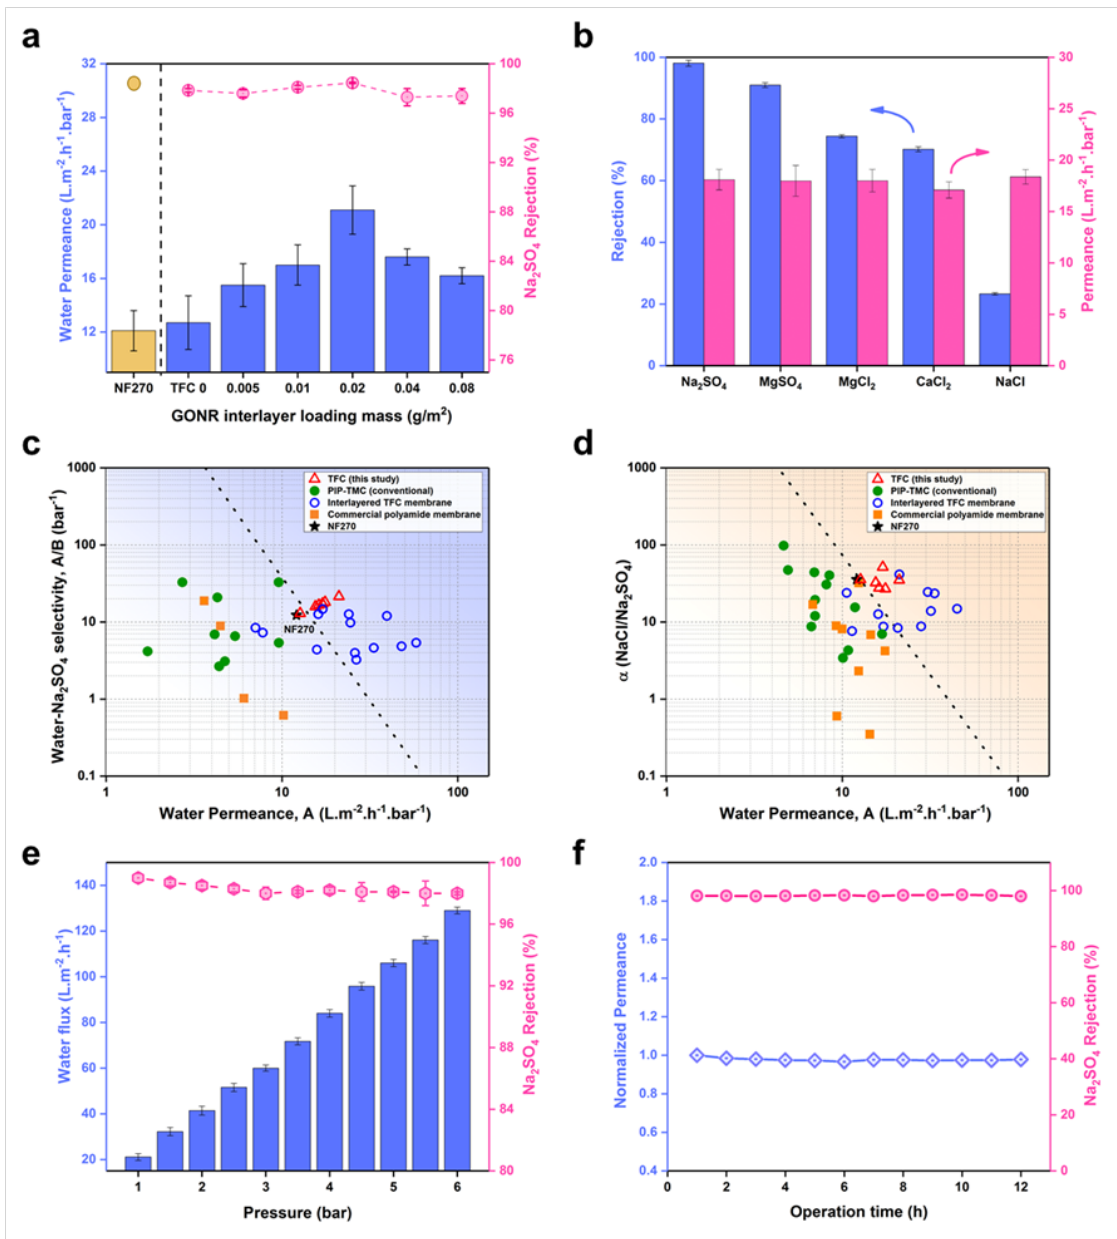 a
32
28
24
20
16
12
Water Permeance (L.m⁻².h⁻¹.bar⁻¹)
100
96
92
88
84
80
76
Na₂SO₄ Rejection (%)
NF270 TFC 0 0.005 0.01 0.02 0.04 0.08
GONR interlayer loading mass (g/m²)
b
100
80
60
40
20
0
Rejection (%)
30
25
20
15
10
5
0
Permeance (L.m⁻².h⁻¹.bar⁻¹)
Na₂SO₄ MgSO₄ MgCl₂ CaCl₂ NaCl
c
1000
100
10
1
0.1
Water-Na₂SO₄ selectivity, A/B (bar⁻¹)
TFC (this study)
PIP-TMC (conventional)
Interlayered TFC membrane
Commercial polyamide membrane
NF270
NF270
1 10 100
Water Permeance, A (L.m⁻².h⁻¹.bar⁻¹)
d
1000
100
10
1
0.1
α (NaCl/Na₂SO₄)
TFC (this study)
PIP-TMC (conventional)
Interlayered TFC membrane
Commercial polyamide membrane
NF270
1 10 100
Water Permeance, A (L.m⁻².h⁻¹.bar⁻¹)
e
140
120
100
80
60
40
20
Water flux (L.m⁻².h⁻¹)
100
96
92
88
84
80
Na₂SO₄ Rejection (%)
1 2 3 4 5 6
Pressure (bar)
f
2.0
1.8
1.6
1.4
1.2
1.0
0.8
0.6
0.4
Normalized Permeance
100
80
60
40
20
0
Na₂SO₄ Rejection (%)
0 2 4 6 8 10 12
Operation time (h)